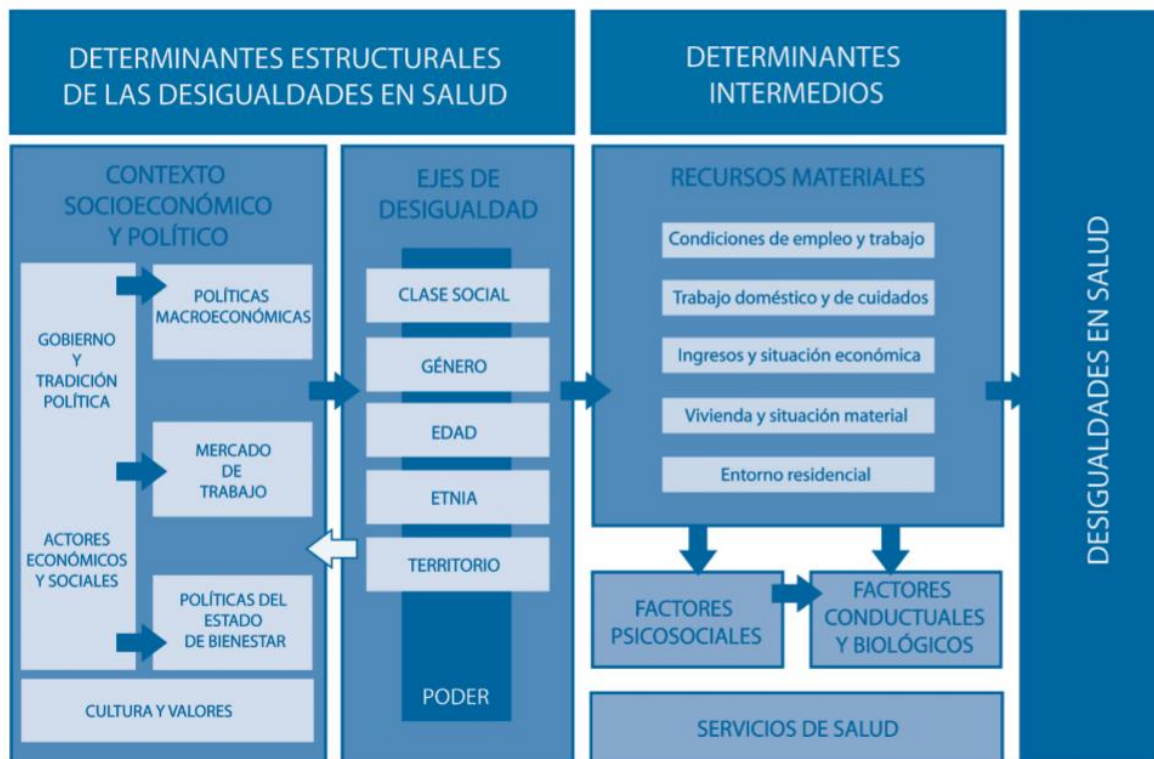 DETERMINANTES ESTRUCTURALES
DE LAS DESIGUALDADES EN SALUD
DETERMINANTES
INTERMEDIOS
CONTEXTO
SOCIOECONÓMICO
Y POLÍTICO
GOBIERNO
Y
TRADICIÓN
POLÍTICA
ACTORES
ECONÓMICOS
Y SOCIALES
POLÍTICAS
MACROECONÓMICAS
MERCADO
DE
TRABAJO
POLÍTICAS DEL
ESTADO
DE BIENESTAR
CULTURA Y VALORES
EJES DE
DESIGUALDAD
CLASE SOCIAL
GÉNERO
EDAD
ETNIA
TERRITORIO
PODER
RECURSOS MATERIALES
Condiciones de empleo y trabajo
Trabajo doméstico y de cuidados
Ingresos y situación económica
Vivienda y situación material
Entorno residencial
FACTORES
PSICOSOCIALES
FACTORES
CONDUCTUALES
Y BIOLÓGICOS
SERVICIOS DE SALUD
DESIGUALDADES EN SALUD